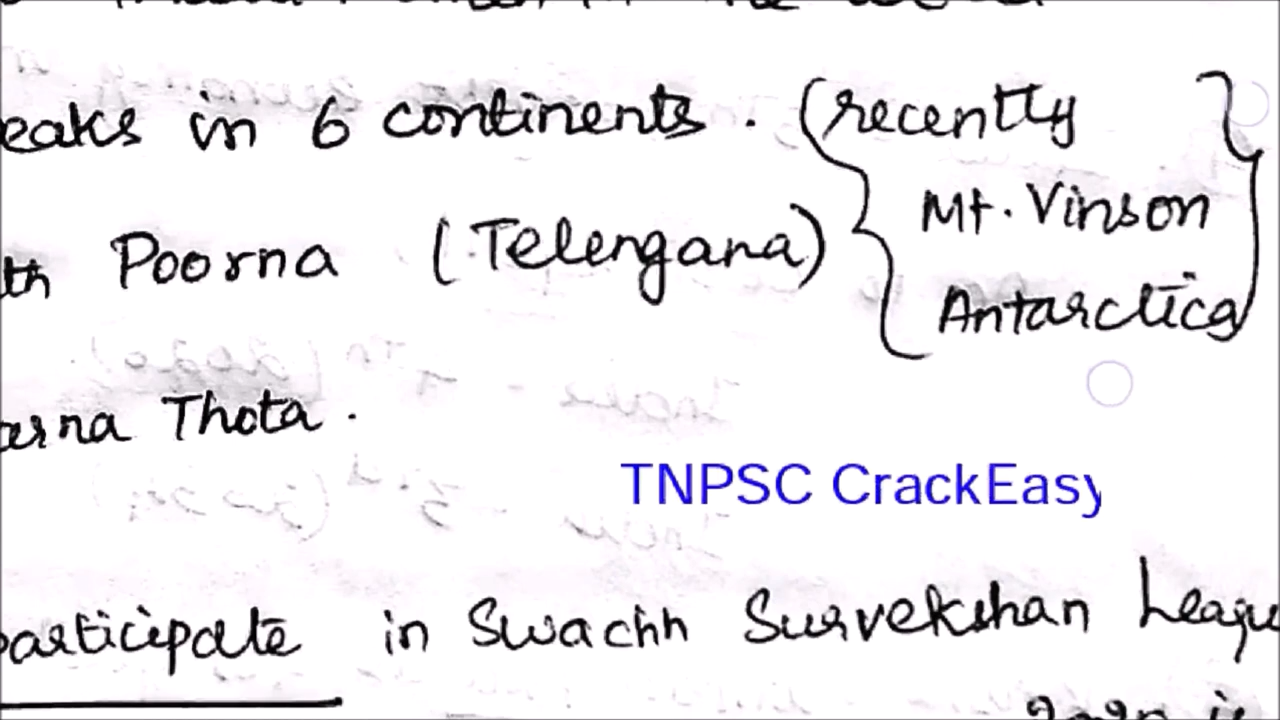 eaks in 6 continents. (recently
Mt. Vinson
th Poorna (Telengana)
Antarctica
erna Thota.
TNPSC CrackEasy
participate in Swachh Survekshan Leagu